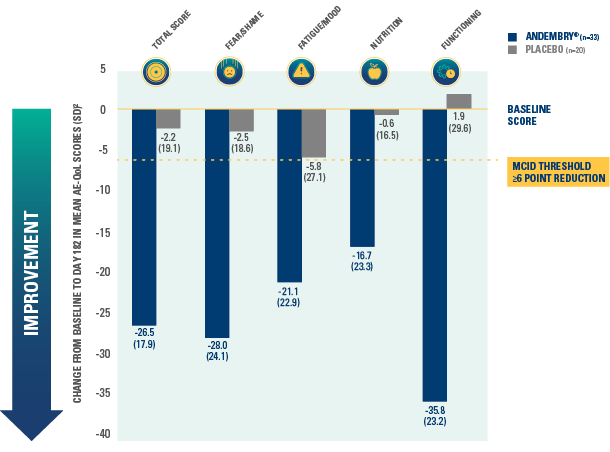 TOTAL SCORE
FEAR/SHAME
FATIGUE/MOOD
NUTRITION
FUNCTIONING
ANDEMBRY® (n=33)
PLACEBO (n=20)
IMPROVEMENT
CHANGE FROM BASELINE TO DAY 182 IN MEAN AE-QoL SCORES (SD)²
5
0
-5
-10
-15
-20
-25
-30
-35
-40
BASELINE
SCORE
MCID THRESHOLD
≥6 POINT REDUCTION
-26.5
(17.9)
-2.2
(19.1)
-28.0
(24.1)
-2.5
(18.6)
-21.1
(22.9)
-5.8
(27.1)
-16.7
(23.3)
-0.6
(16.5)
-35.8
(23.2)
1.9
(29.6)